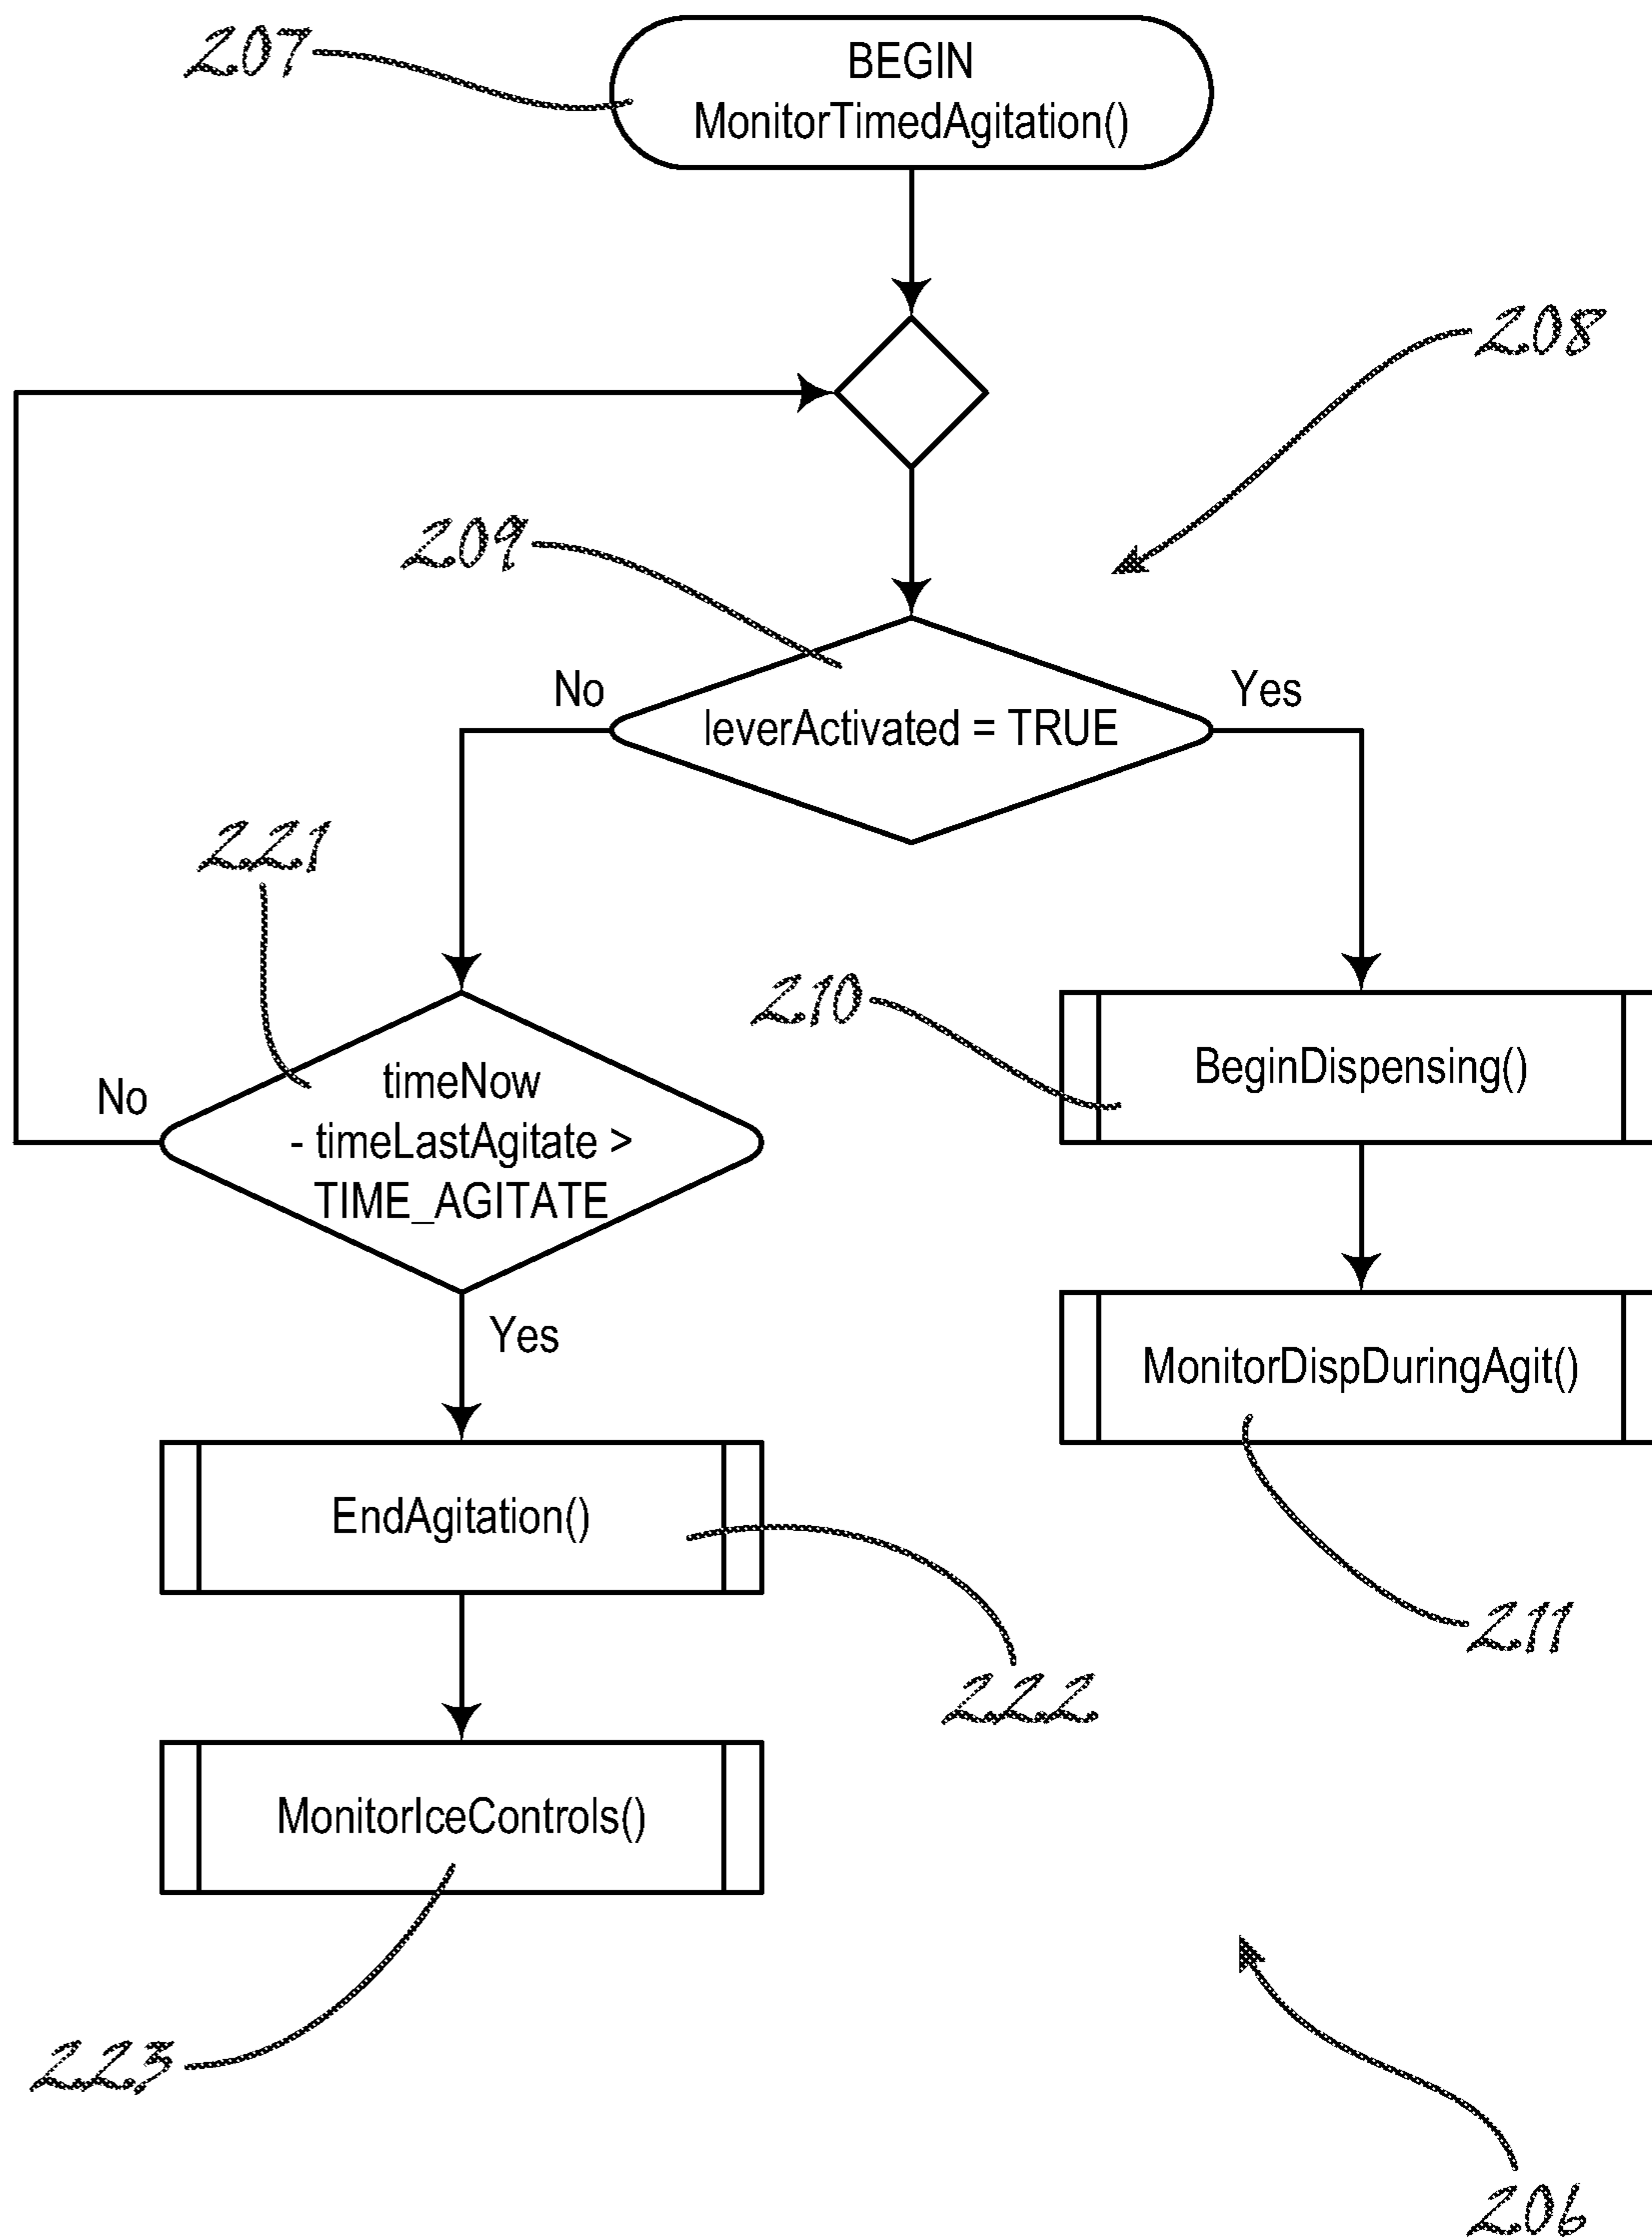 207
BEGIN
MonitorTimedAgitation()
208
209
No
leverActivated = TRUE
Yes
221
210
No
timeNow
- timeLastAgitate >
TIME_AGITATE
BeginDispensing()
Yes
MonitorDispDuringAgit()
EndAgitation()
211
222
MonitorIceControls()
223
206